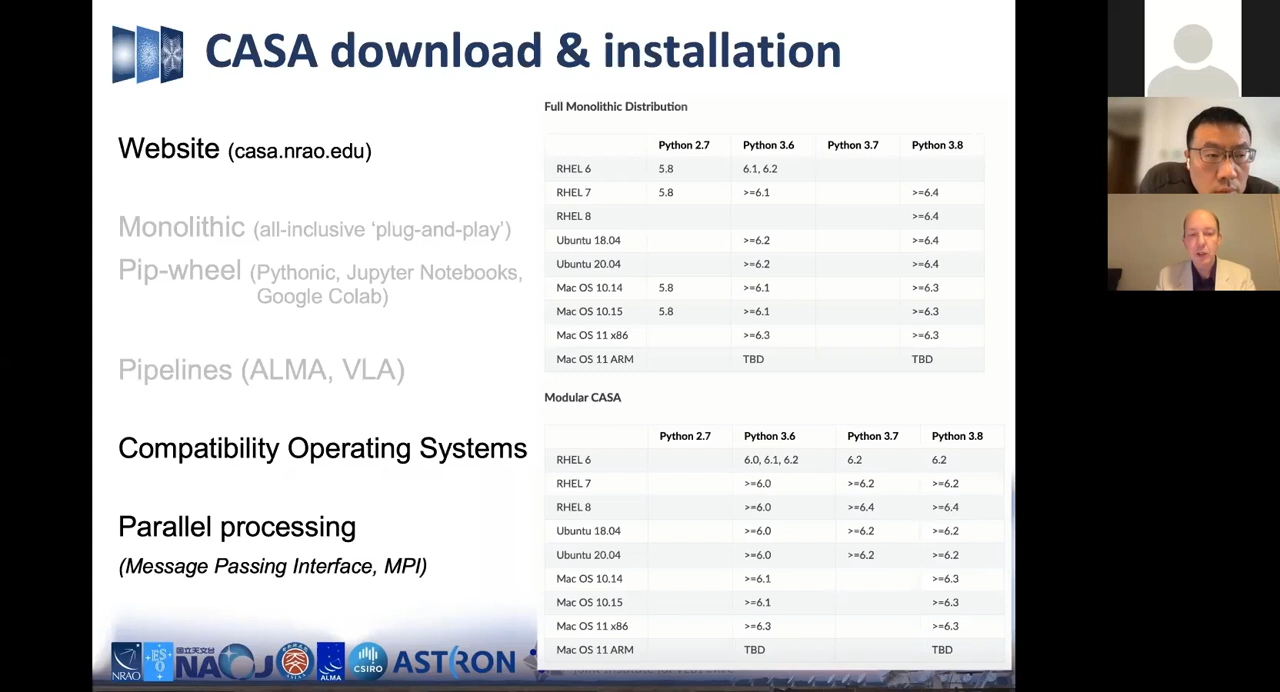 CASA download & installation
Website (casa.nrao.edu)
Monolithic (all-inclusive ‘plug-and-play’)
Pip-wheel (Pythonic, Jupyter Notebooks,
Google Colab)
Pipelines (ALMA, VLA)
Compatibility Operating Systems
Parallel processing
(Message Passing Interface, MPI)
Full Monolithic Distribution
Python 2.7 Python 3.6 Python 3.7 Python 3.8
RHEL 6 5.8 6.1, 6.2
RHEL 7 5.8 >=6.1 >=6.4
RHEL 8 >=6.4
Ubuntu 18.04 >=6.2 >=6.4
Ubuntu 20.04 >=6.2 >=6.4
Mac OS 10.14 5.8 >=6.1 >=6.3
Mac OS 10.15 5.8 >=6.1 >=6.3
Mac OS 11 x86 >=6.3 >=6.3
Mac OS 11 ARM TBD TBD
Modular CASA
Python 2.7 Python 3.6 Python 3.7 Python 3.8
RHEL 6 6.0, 6.1, 6.2 6.2 6.2
RHEL 7 >=6.0 >=6.2 >=6.2
RHEL 8 >=6.0 >=6.4 >=6.4
Ubuntu 18.04 >=6.0 >=6.2 >=6.2
Ubuntu 20.04 >=6.0 >=6.2 >=6.2
Mac OS 10.14 >=6.1 >=6.3
Mac OS 10.15 >=6.1 >=6.3
Mac OS 11 x86 >=6.3 >=6.3
Mac OS 11 ARM TBD TBD
NRAO
ES O
国立天文台
NAOJ
ALMA
CSIRO
ASTRON